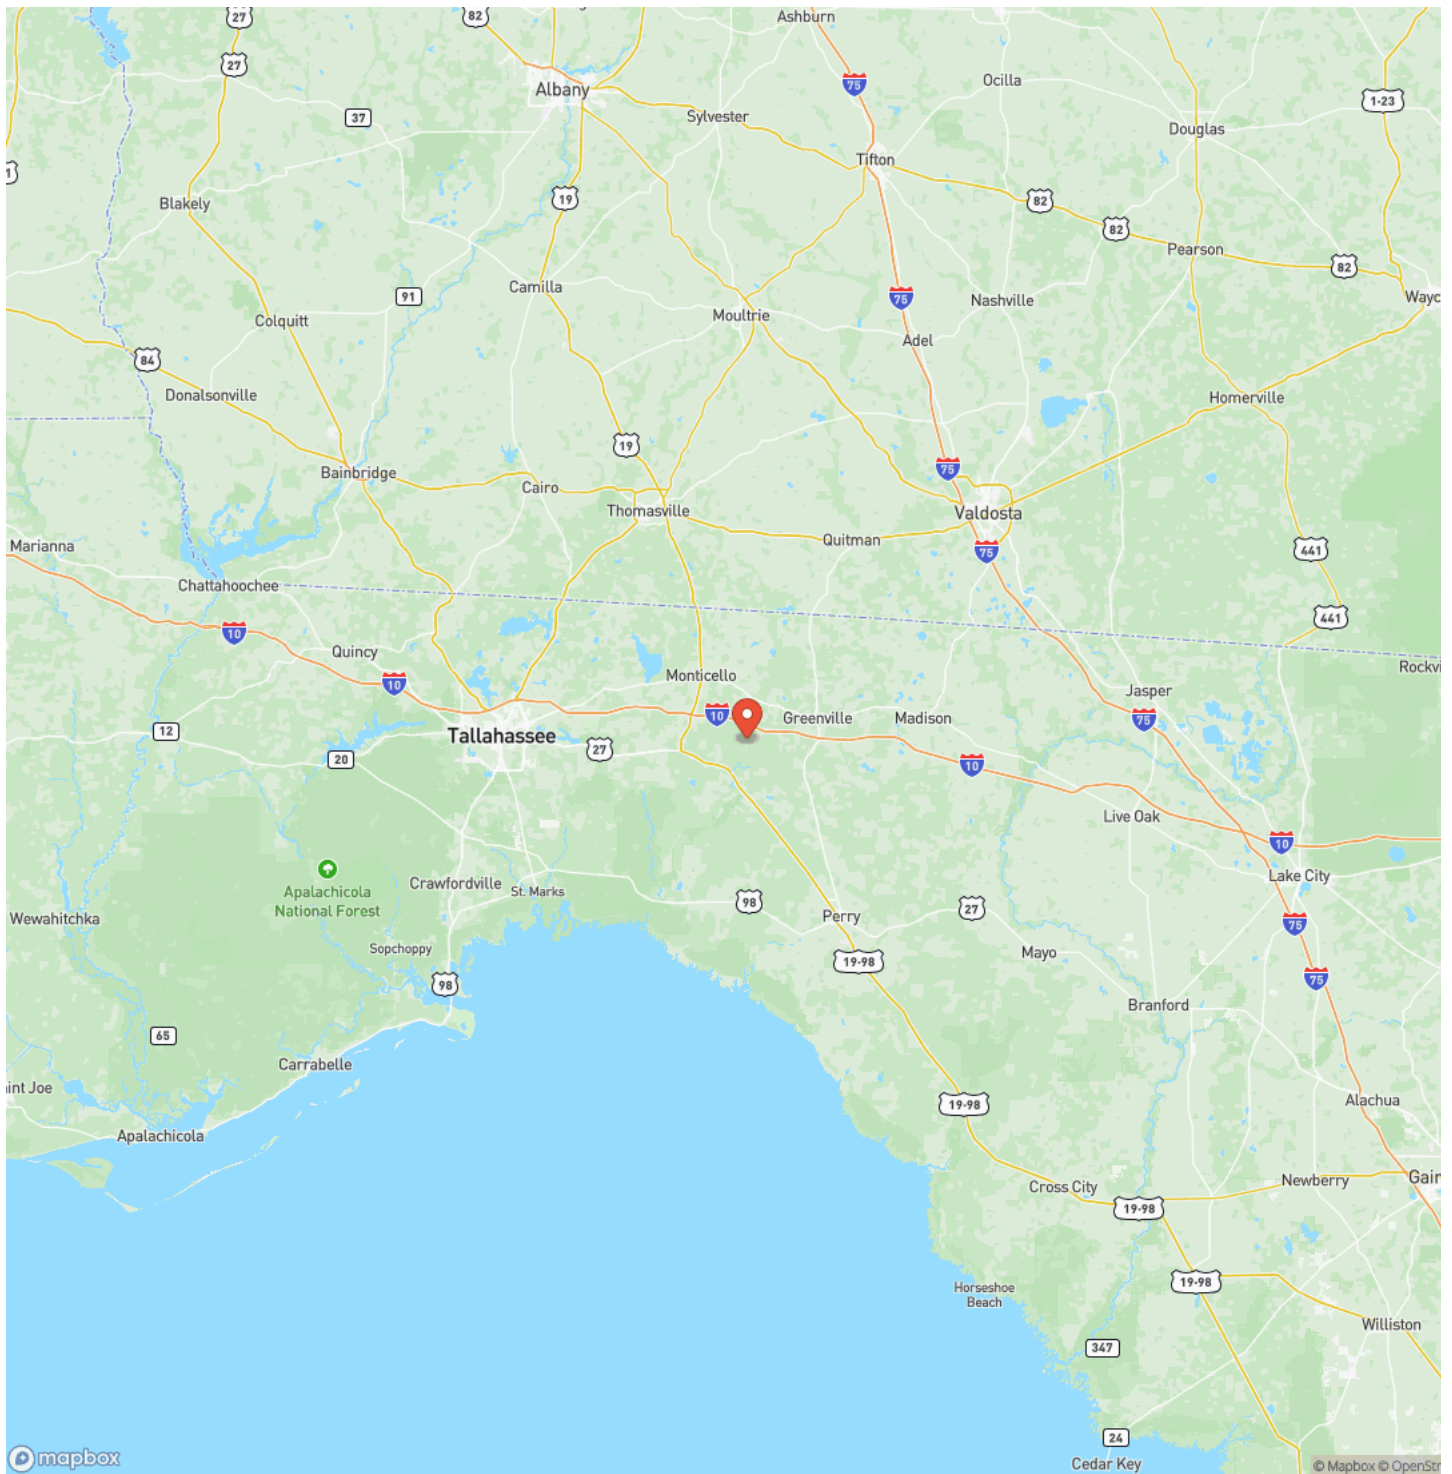 27
82
Ashburn
27
Albany
75
Ocilla
1-23
37
Sylvester
Douglas
Tifton
1
19
82
Blakely
82
Pearson
82
Camilla
91
75
Nashville
Wayc
Moultrie
Colquitt
Adel
84
Donalsonville
Homerville
19
Bainbridge
75
Cairo
Thomasville
Valdosta
Marianna
Quitman
75
441
Chattahoochee
441
10
Quincy
Rockvi
Monticello
10
Jasper
10
Greenville
Madison
75
12
Tallahassee
27
20
10
Live Oak
10
Apalachicola
National Forest
Crawfordville
St. Marks
Lake City
98
27
Wewahitchka
Perry
75
Sopchoppy
Mayo
19-98
75
98
Branford
65
Carrabelle
aint Joe
19-98
Alachua
Apalachicola
Newberry
Gain
Cross City
19-98
Horseshoe
Beach
19-98
Williston
347
24
Cedar Key
mapbox
© Mapbox © OpenStr